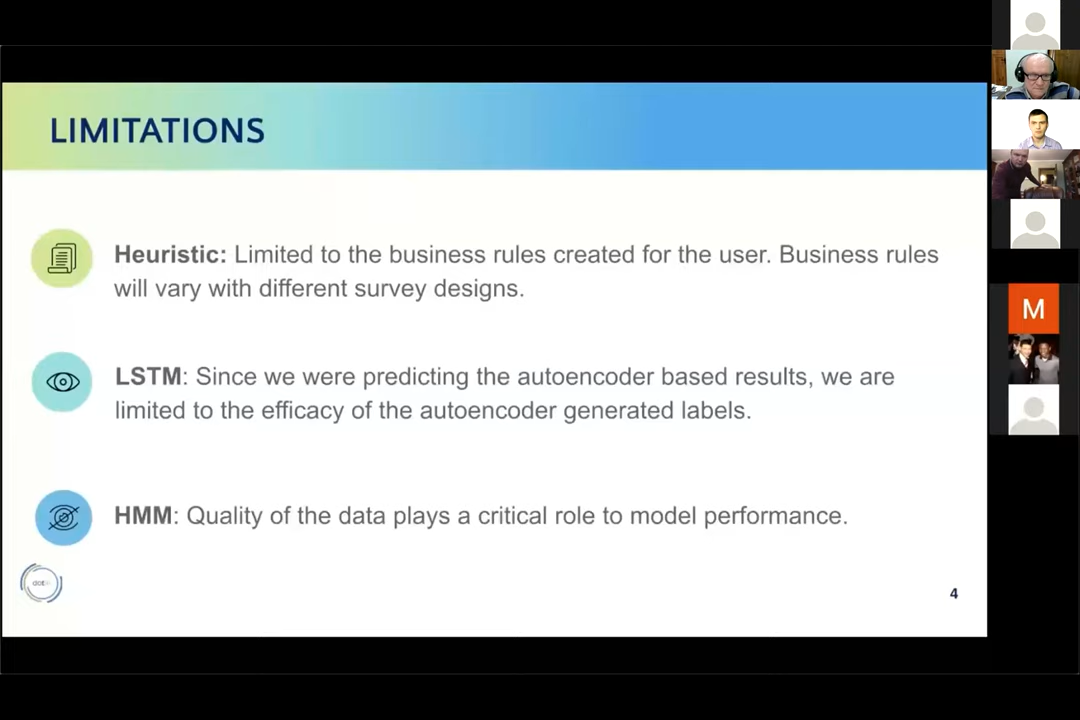 LIMITATIONS
Heuristic: Limited to the business rules created for the user. Business rules
will vary with different survey designs.
LSTM: Since we were predicting the autoencoder based results, we are
limited to the efficacy of the autoencoder generated labels.
HMM: Quality of the data plays a critical role to model performance.
4
M